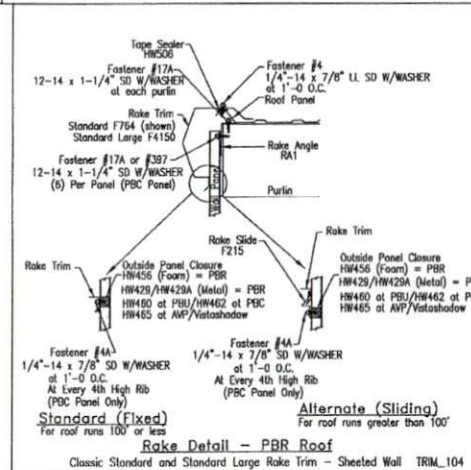 Tape Sealer
HW506
Fastener #17A
12-14 x 1-1/4" SD W/WASHER
at each purlin
Fastener #4
1/4"-14 x 7/8" LL SD W/WASHER
at 1'-0 O.C.
Roof Panel
Rake Trim
Standard F764 (shown)
Standard Large F4150
Rake Angle
RA1
Fastener #17A or #397
12-14 x 1-1/4" SD W/WASHER
(6) Per Panel (PBC Panel)
Wall Panel
Purlin
Rake Slide
F215
Rake Trim
Rake Trim
Outside Panel Closure
HW456 (Foam) = PBR
HW429/HW429A (Metal) = PBR
HW460 at PBU/HW462 at PBC
HW465 at AVP/Vistashadow
Fastener #4A
1/4"-14 x 7/8" SD W/WASHER
at 1'-0 O.C.
At Every 4th High Rib
(PBC Panel Only)
Standard (Fixed)
For roof runs 100' or less
Outside Panel Closure
HW456 (Foam) = PBR
HW429/HW429A (Metal) = P
HW460 at PBU/HW462 at P
HW465 at AVP/Vistashadow
Fastener #4A
1/4"-14 x 7/8" SD W/WASHER
at 1'-0 O.C.
At Every 4th High Rib
(PBC Panel Only)
Alternate (Sliding)
For roof runs greater than 100'
Rake Detail - PBR Roof
Classic Standard and Standard Large Rake Trim - Sheeted Wall TRIM_104